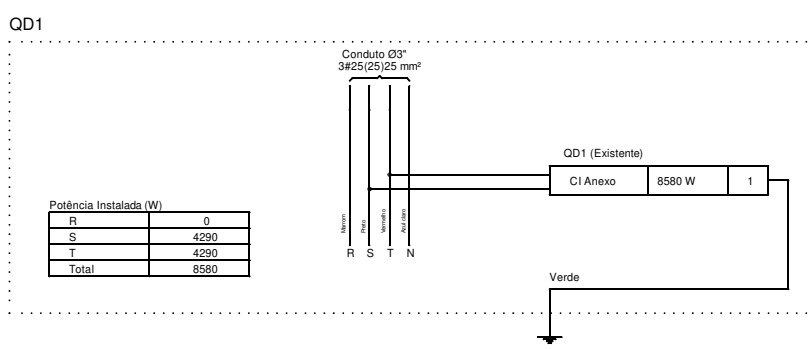 QD1
Conduto Ø3"
3#25(25)25 mm²
QD1 (Existente)
CI Anexo 8580 W 1
Potência Instalada (W)
R 0
S 4290
T 4290
Total 8580
Marrom
Preto
Vermelho
Azul claro
R S T N
Verde